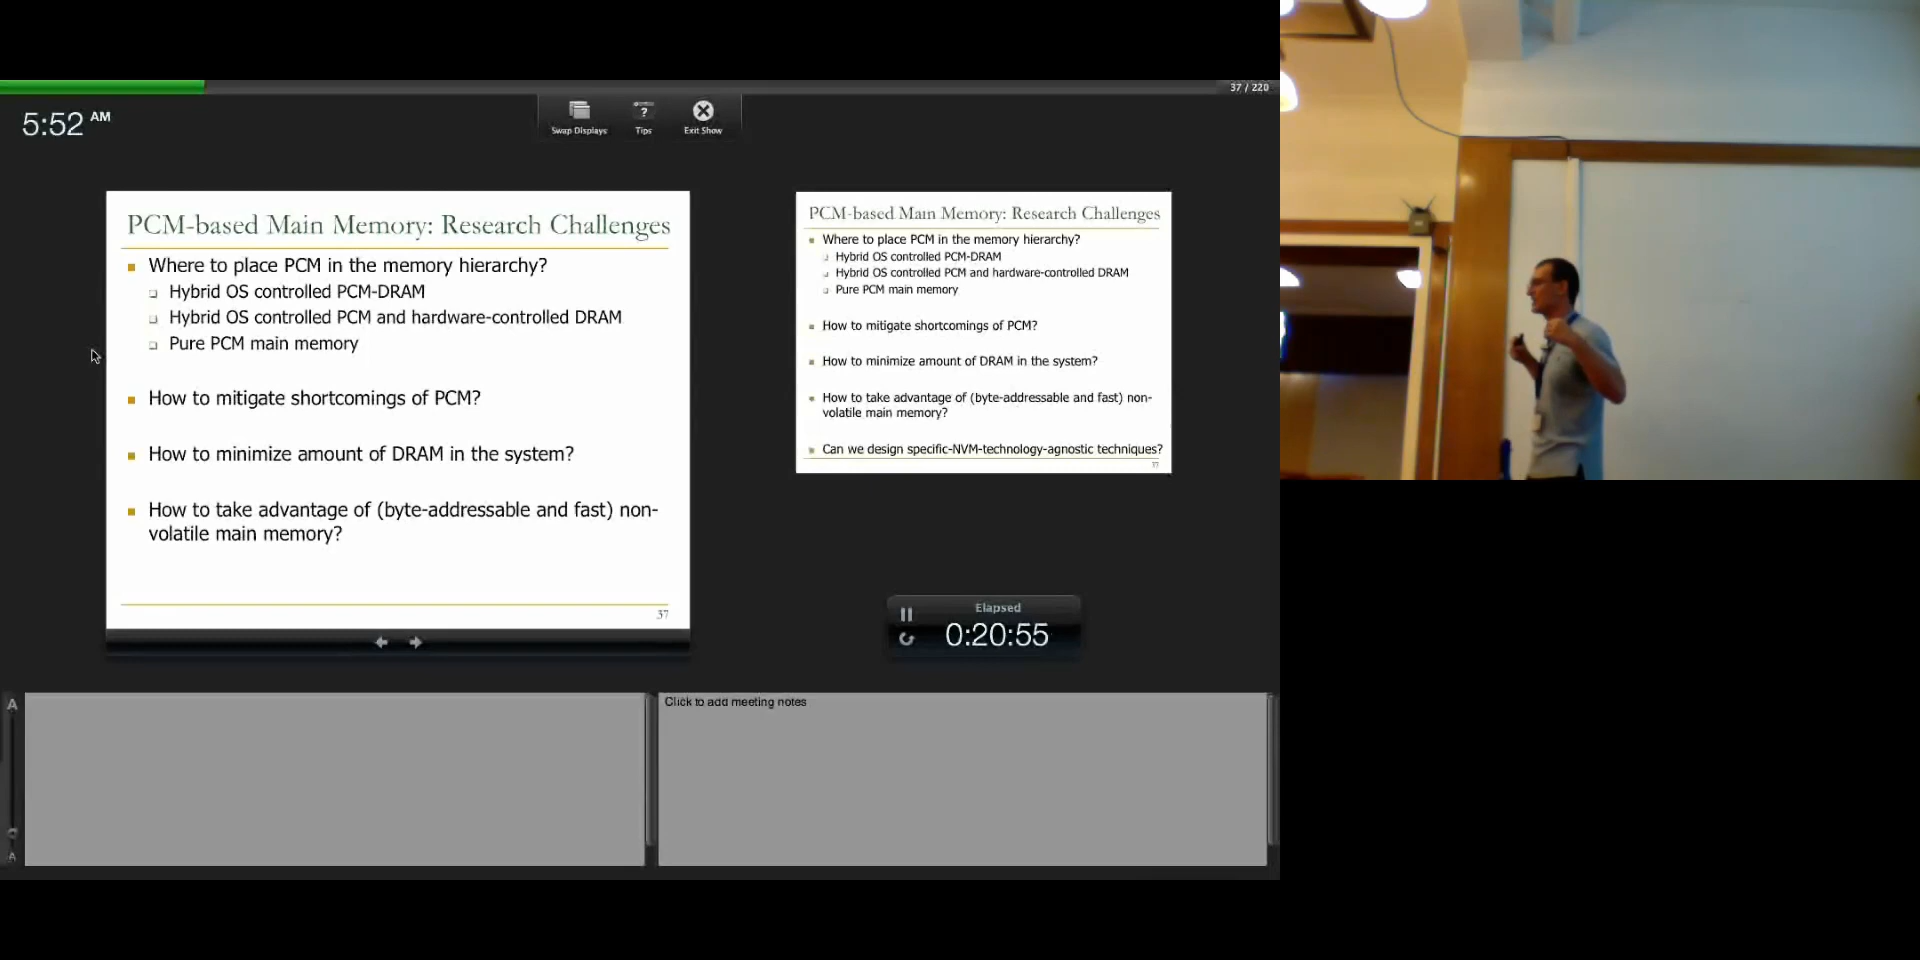 37 / 220
5:52 AM
Swap Displays
Tips
Exit Show
PCM-based Main Memory: Research Challenges
Where to place PCM in the memory hierarchy?
Hybrid OS controlled PCM-DRAM
Hybrid OS controlled PCM and hardware-controlled DRAM
Pure PCM main memory
How to mitigate shortcomings of PCM?
How to minimize amount of DRAM in the system?
How to take advantage of (byte-addressable and fast) non-
volatile main memory?
37
PCM-based Main Memory: Research Challenges
Where to place PCM in the memory hierarchy?
Hybrid OS controlled PCM-DRAM
Hybrid OS controlled PCM and hardware-controlled DRAM
Pure PCM main memory
How to mitigate shortcomings of PCM?
How to minimize amount of DRAM in the system?
How to take advantage of (byte-addressable and fast) non-
volatile main memory?
Can we design specific-NVM-technology-agnostic techniques?
37
Elapsed
0:20:55
A
A
Click to add meeting notes